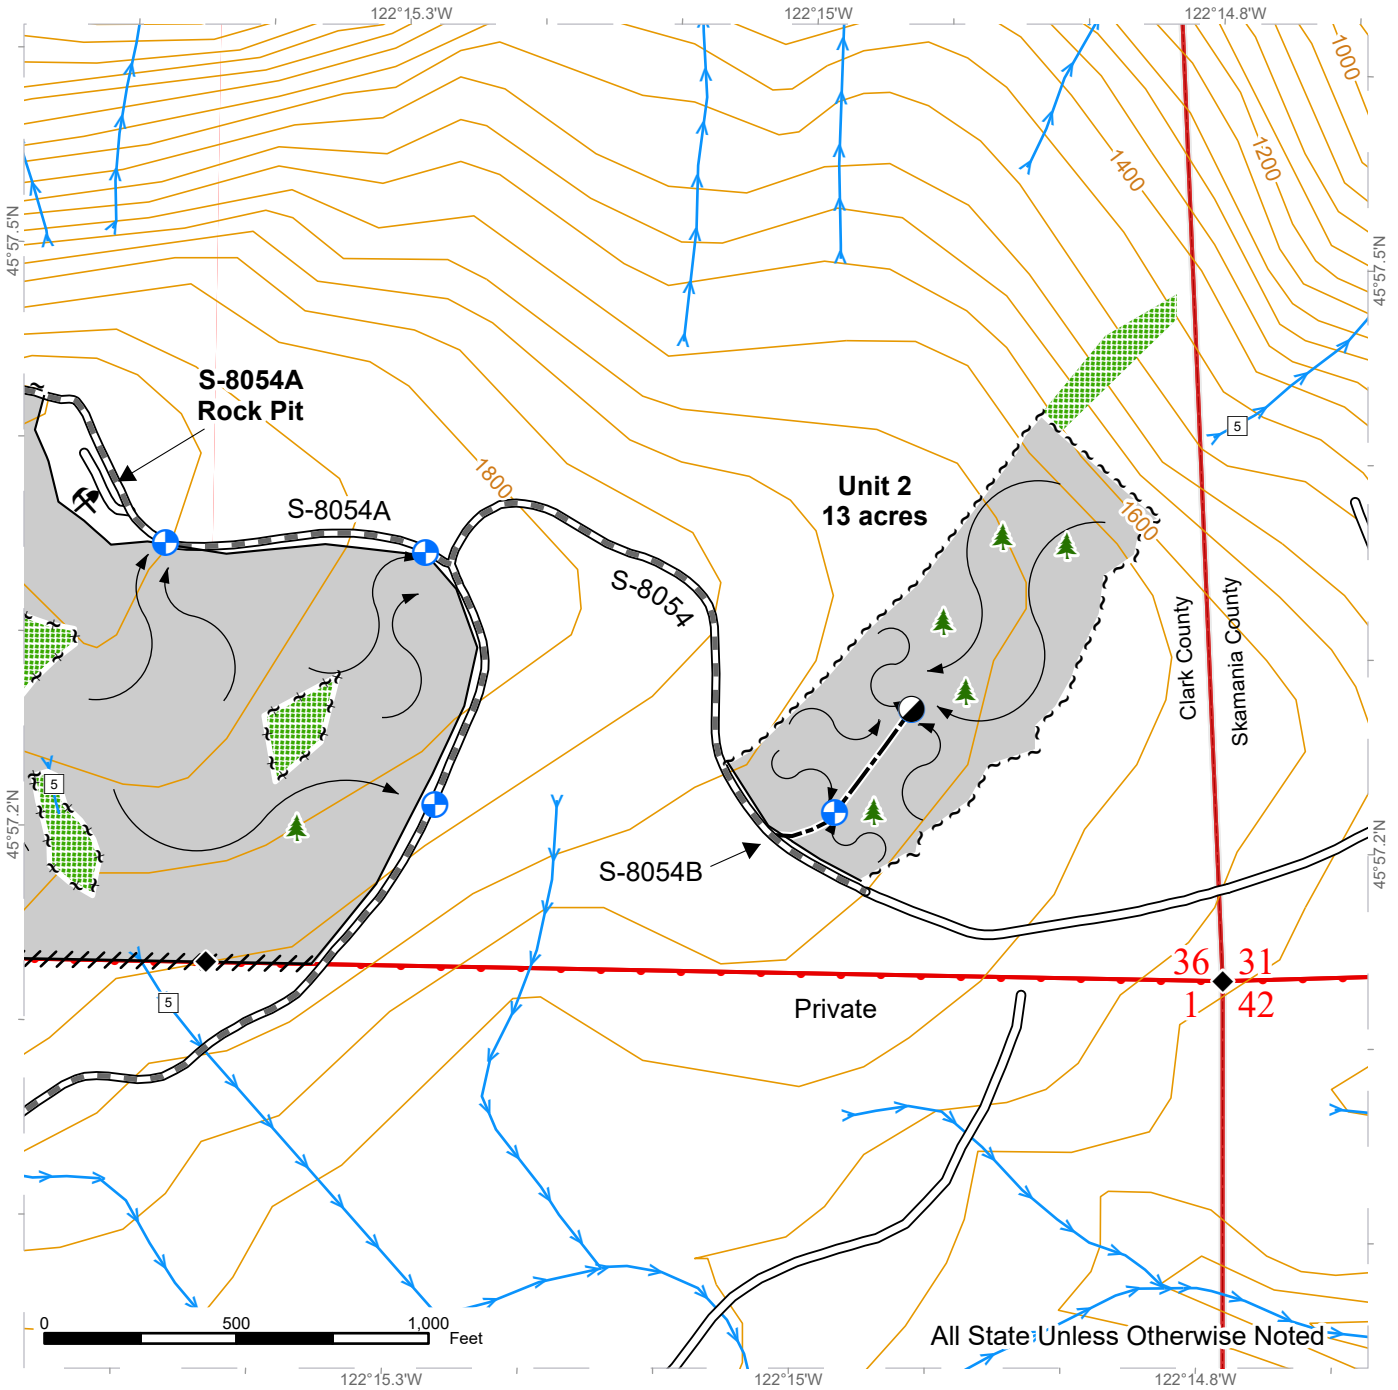 122°15.3'W
122°15'W
122°14.8'W
1000
1200
1400
45°57.5'N
45°57.5'N
S-8054A
Rock Pit
5
1800
Unit 2
13 acres
S-8054A
1600
S-8054
Clark County
Skamania County
5
45°57.2'N
45°57.2'N
S-8054B
36 31
1 42
5
Private
0 500 1,000
Feet
All State Unless Otherwise Noted
122°15.3'W
122°15'W
122°14.8'W